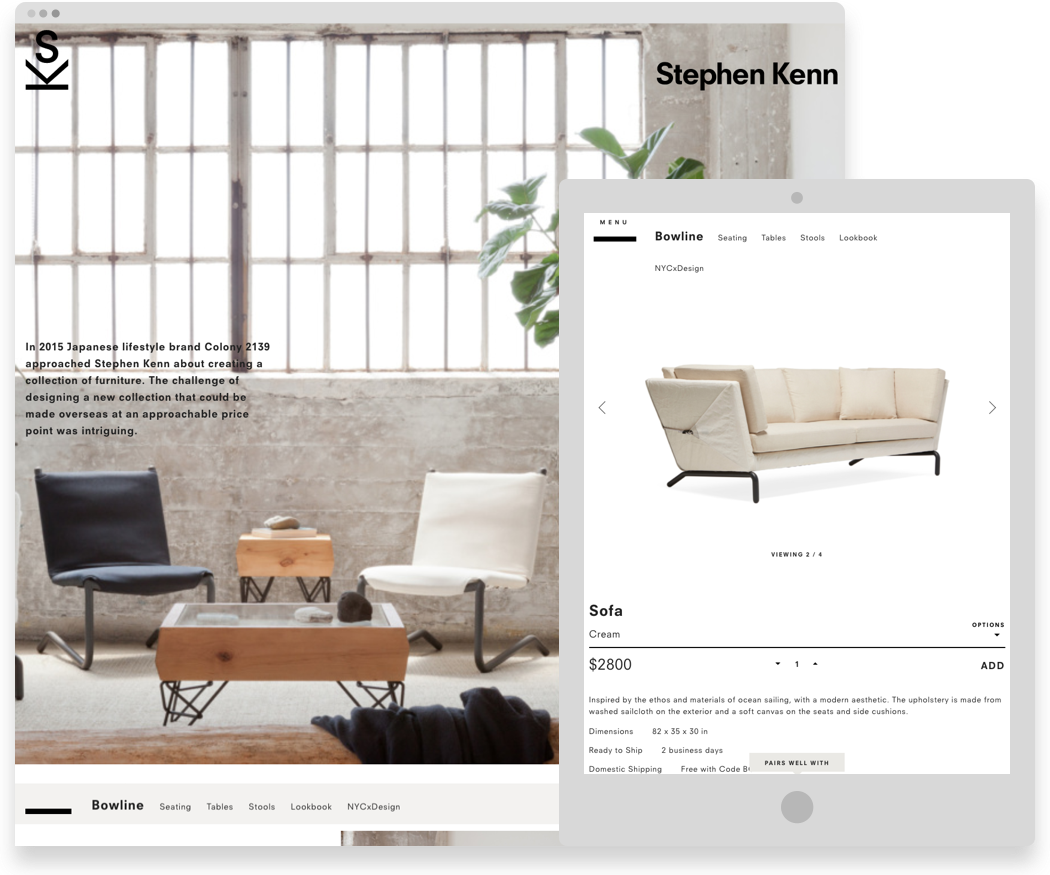 KS
Stephen Kenn
In 2015 Japanese lifestyle brand Colony 2139
approached Stephen Kenn about creating a
collection of furniture. The challenge of
designing a new collection that could be
made overseas at an approachable price
point was intriguing.
Bowline Seating Tables Stools Lookbook NYCxDesign
MENU
Bowline Seating Tables Stools Lookbook
NYCxDesign
VIEWING 2 / 4
Sofa
OPTIONS
Cream
$2800 1 ADD
Inspired by the ethos and materials of ocean sailing, with a modern aesthetic. The upholstery is made from
washed sailcloth on the exterior and a soft canvas on the seats and side cushions.
Dimensions 82 x 35 x 30 in
Ready to Ship 2 business days
Domestic Shipping Free with Code
PAIRS WELL WITH